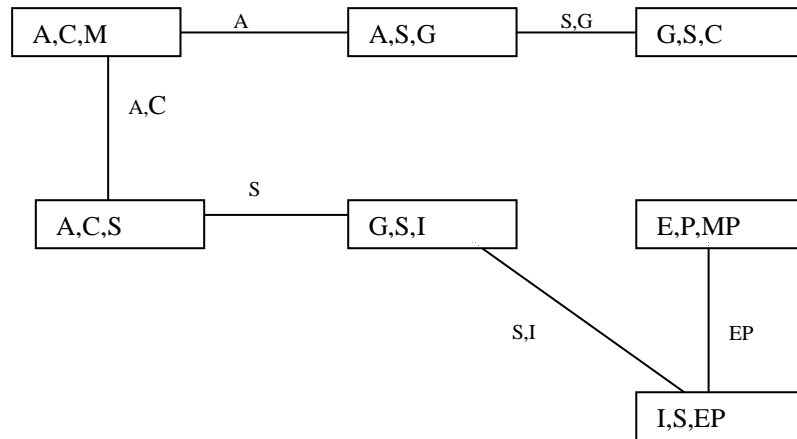 A,C,M A A,S,G S,G G,S,C
A,C
A,C,S S G,S,I E,P,MP
S,I EP
I,S,EP